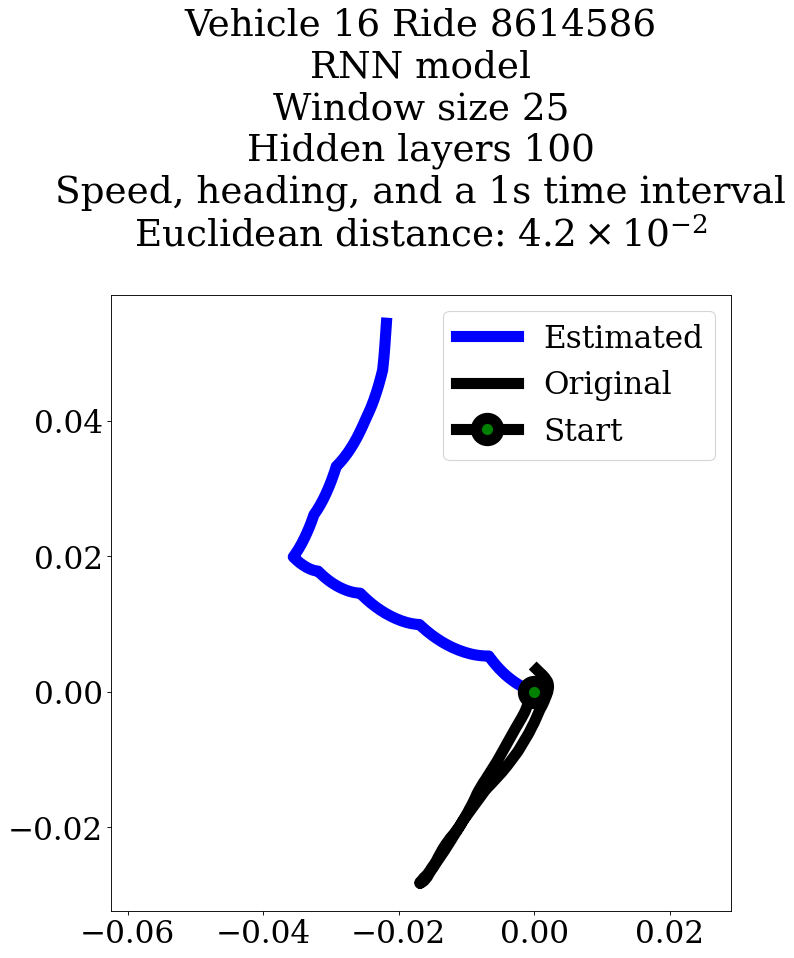 Vehicle 16 Ride 8614586
RNN model
Window size 25
Hidden layers 100
Speed, heading, and a 1s time interval
Euclidean distance: 4.2 × 10⁻²
Estimated
Original
Start
0.04
0.02
0.00
−0.02
−0.06 −0.04 −0.02 0.00 0.02